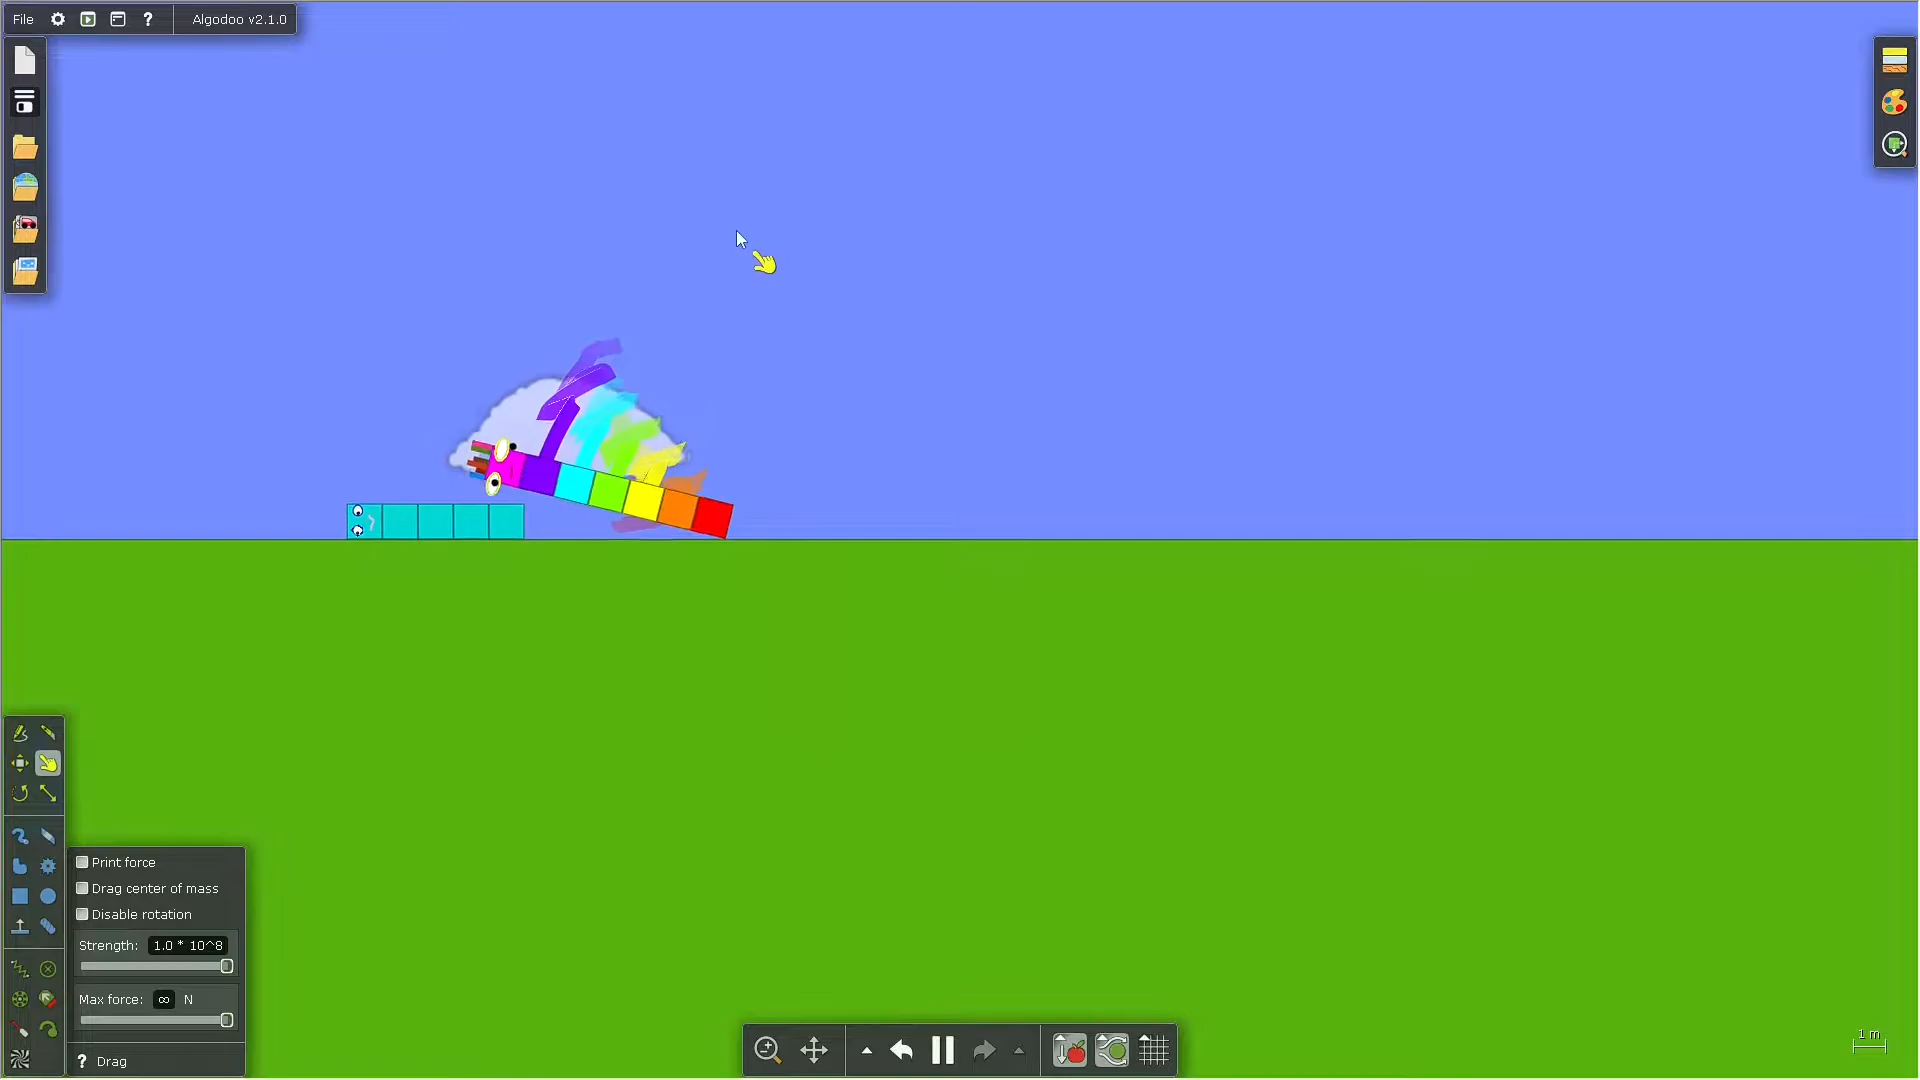 File ? Algodoo v2.1.0
Print force
Drag center of mass
Disable rotation
Strength: 1.0 * 10^8
Max force: ∞ N
? Drag
1 m